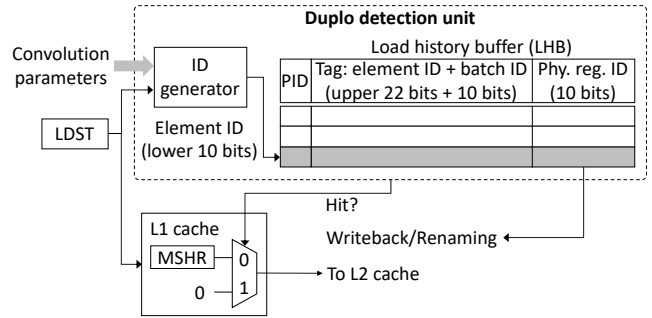 Duplo detection unit
Load history buffer (LHB)
Convolution
parameters
ID
generator
PID
Tag: element ID + batch ID
(upper 22 bits + 10 bits)
Phy. reg. ID
(10 bits)
LDST
Element ID
(lower 10 bits)
Hit?
L1 cache
MSHR
0
0
1
Writeback/Renaming
To L2 cache